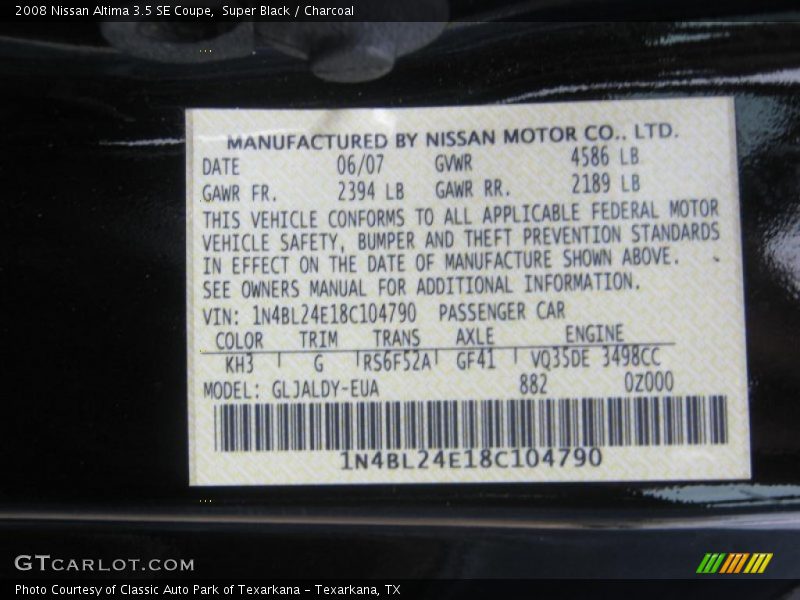 2008 Nissan Altima 3.5 SE Coupe, Super Black / Charcoal
MANUFACTURED BY NISSAN MOTOR CO., LTD.
DATE 06/07 GVWR 4586 LB
GAWR FR. 2394 LB GAWR RR. 2189 LB
THIS VEHICLE CONFORMS TO ALL APPLICABLE FEDERAL MOTOR
VEHICLE SAFETY, BUMPER AND THEFT PREVENTION STANDARDS
IN EFFECT ON THE DATE OF MANUFACTURE SHOWN ABOVE.
SEE OWNERS MANUAL FOR ADDITIONAL INFORMATION.
VIN: 1N4BL24E18C104790 PASSENGER CAR
COLOR TRIM TRANS AXLE ENGINE
KH3 G RS6F52A GF41 VQ35DE 3498CC
MODEL: GLJALDY-EUA 882 0Z000
1N4BL24E18C104790
GTCARLOT.COM
Photo Courtesy of Classic Auto Park of Texarkana - Texarkana, TX